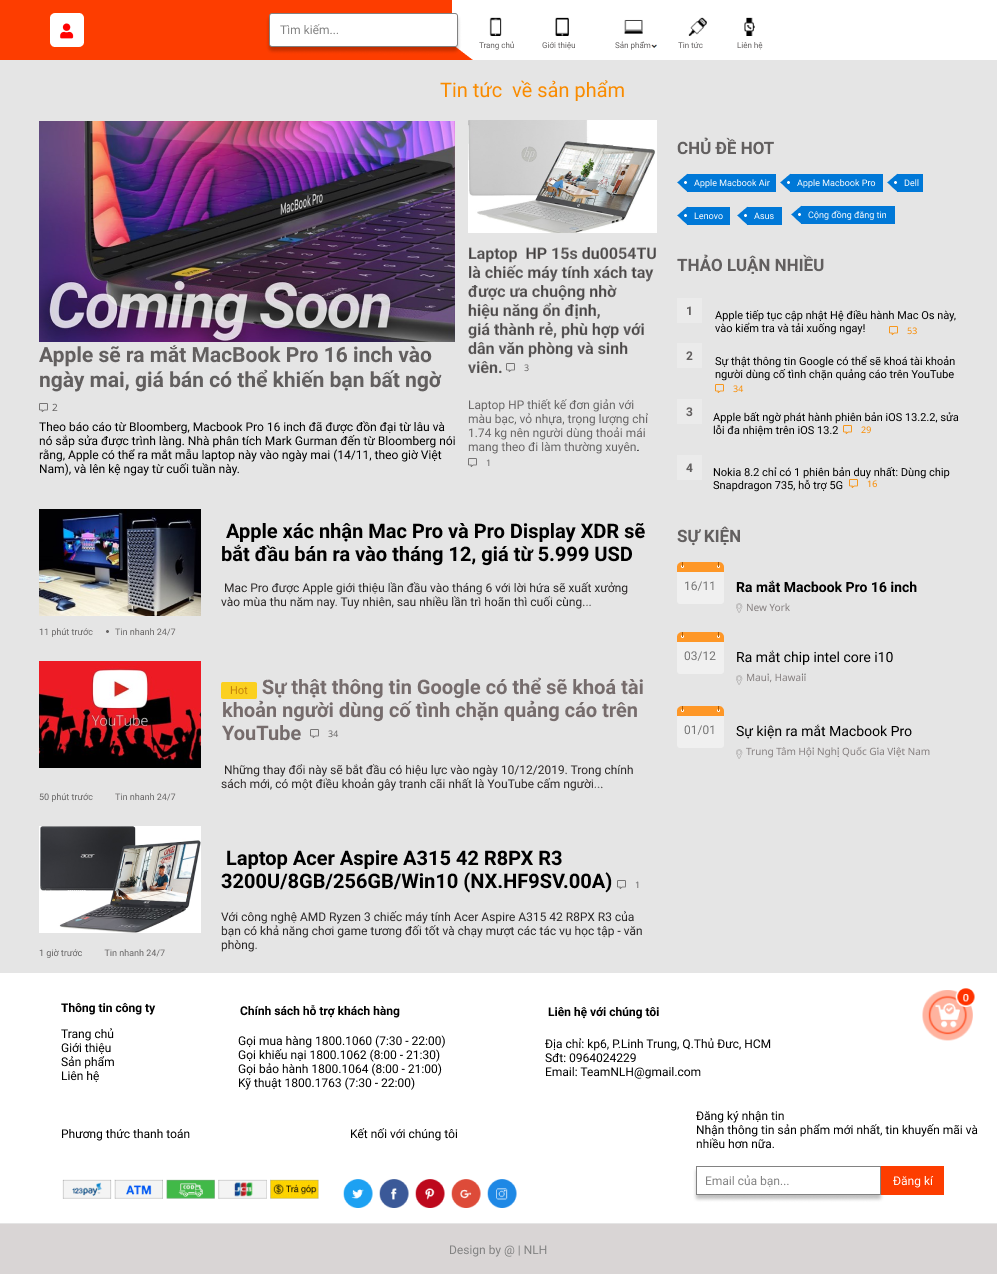 Tìm kiếm...
Trang chủ
Giới thiệu
Sản phẩm
Tin tức
Liên hệ
Tin tức về sản phẩm
MacBook Pro
Coming Soon
Apple sẽ ra mắt MacBook Pro 16 inch vào
ngày mai, giá bán có thể khiến bạn bất ngờ
2
Theo báo cáo từ Bloomberg, Macbook Pro 16 inch đã được đồn đại từ lâu và
nó sắp sửa được trình làng. Nhà phân tích Mark Gurman đến từ Bloomberg nói
rằng, Apple có thể ra mắt mẫu laptop này vào ngày mai (14/11, theo giờ Việt
Nam), và lên kệ ngay từ cuối tuần này.
Laptop HP 15s du0054TU
là chiếc máy tính xách tay
được ưa chuộng nhờ
hiệu năng ổn định,
giá thành rẻ, phù hợp với
dân văn phòng và sinh
viên. 3
Laptop HP thiết kế đơn giản với
màu bạc, vỏ nhựa, trọng lượng chỉ
1.74 kg nên người dùng thoải mái
mang theo đi làm thường xuyên.
1
CHỦ ĐỀ HOT
Apple Macbook Air
Apple Macbook Pro
Dell
Lenovo
Asus
Cộng đồng đăng tin
THẢO LUẬN NHIỀU
1
Apple tiếp tục cập nhật Hệ điều hành Mac Os này,
vào kiểm tra và tải xuống ngay! 53
2
Sự thật thông tin Google có thể sẽ khoá tài khoản
người dùng cố tình chặn quảng cáo trên YouTube
34
3
Apple bất ngờ phát hành phiên bản iOS 13.2.2, sửa
lỗi đa nhiệm trên iOS 13.2 29
4
Nokia 8.2 chỉ có 1 phiên bản duy nhất: Dùng chip
Snapdragon 735, hỗ trợ 5G 16
SỰ KIỆN
16/11
Ra mắt Macbook Pro 16 inch
New York
03/12
Ra mắt chip intel core i10
Maui, Hawaii
01/01
Sự kiện ra mắt Macbook Pro
Trung Tâm Hội Nghị Quốc Gia Việt Nam
Apple xác nhận Mac Pro và Pro Display XDR sẽ
bắt đầu bán ra vào tháng 12, giá từ 5.999 USD
Mac Pro được Apple giới thiệu lần đầu vào tháng 6 với lời hứa sẽ xuất xưởng
vào mùa thu năm nay. Tuy nhiên, sau nhiều lần trì hoãn thì cuối cùng...
11 phút trước • Tin nhanh 24/7
YouTube
Hot Sự thật thông tin Google có thể sẽ khoá tài
khoản người dùng cố tình chặn quảng cáo trên
YouTube 34
Những thay đổi này sẽ bắt đầu có hiệu lực vào ngày 10/12/2019. Trong chính
sách mới, có một điều khoản gây tranh cãi nhất là YouTube cấm người...
50 phút trước Tin nhanh 24/7
acer
Laptop Acer Aspire A315 42 R8PX R3
3200U/8GB/256GB/Win10 (NX.HF9SV.00A) 1
Với công nghệ AMD Ryzen 3 chiếc máy tính Acer Aspire A315 42 R8PX R3 của
bạn có khả năng chơi game tương đối tốt và chạy mượt các tác vụ học tập - văn
phòng.
1 giờ trước Tin nhanh 24/7
Thông tin công ty
Trang chủ
Giới thiệu
Sản phẩm
Liên hệ
Chính sách hỗ trợ khách hàng
Gọi mua hàng 1800.1060 (7:30 - 22:00)
Gọi khiếu nại 1800.1062 (8:00 - 21:30)
Gọi bảo hành 1800.1064 (8:00 - 21:00)
Kỹ thuật 1800.1763 (7:30 - 22:00)
Liên hệ với chúng tôi
Địa chỉ: kp6, P.Linh Trung, Q.Thủ Đưc, HCM
Sđt: 0964024229
Email: TeamNLH@gmail.com
0
Phương thức thanh toán
Kết nối với chúng tôi
Đăng ký nhận tin
Nhận thông tin sản phẩm mới nhất, tin khuyến mãi và
nhiều hơn nữa.
123pay
ATM
COD
JCB
$ Trả góp
Email của bạn...
Đăng kí
Design by @ | NLH